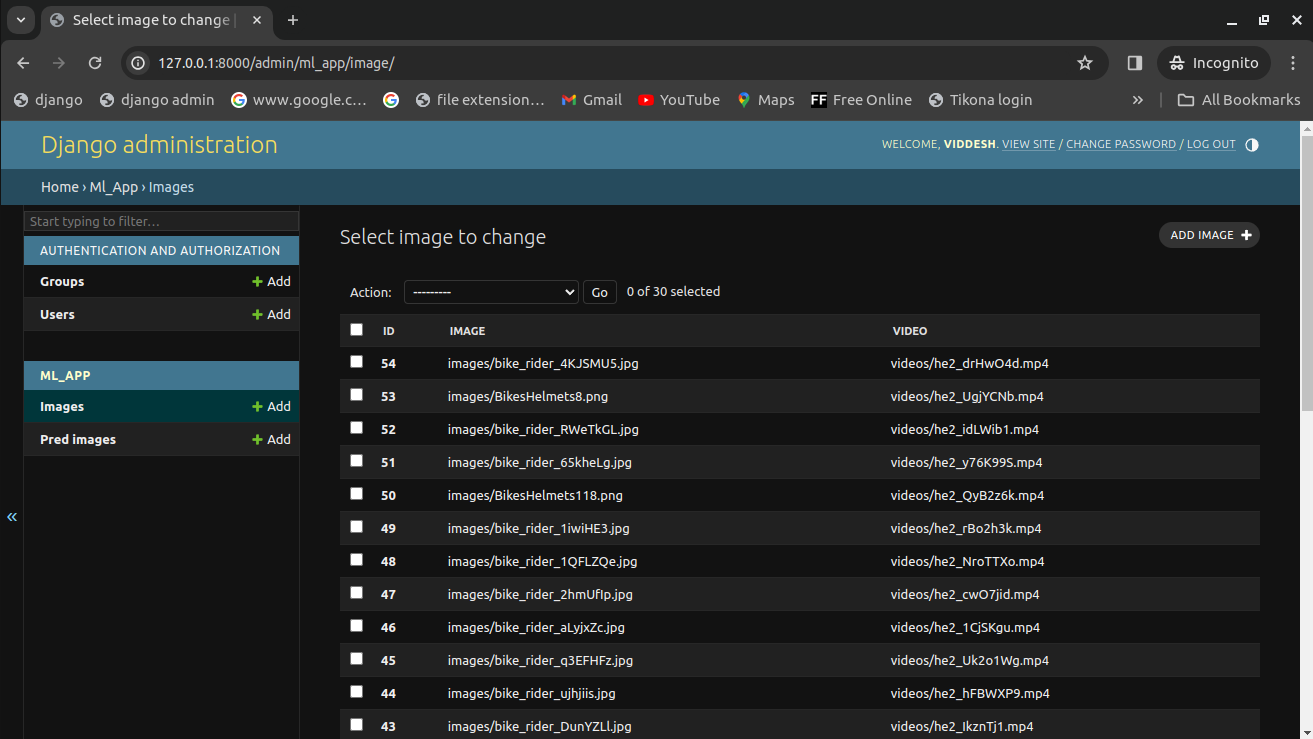 Select image to change |
127.0.0.1:8000/admin/ml_app/image/
Incognito
django django admin www.google.c... file extension... Gmail YouTube Maps FF Free Online Tikona login » All Bookmarks
Django administration
WELCOME, VIDDESH. VIEW SITE / CHANGE PASSWORD / LOG OUT
Home › Ml_App › Images
Start typing to filter...
AUTHENTICATION AND AUTHORIZATION
Groups + Add
Users + Add
ML_APP
Images + Add
Pred images + Add
«
Select image to change
ADD IMAGE +
Action: --------- Go 0 of 30 selected
ID IMAGE VIDEO
54 images/bike_rider_4KJSMU5.jpg videos/he2_drHwO4d.mp4
53 images/BikesHelmets8.png videos/he2_UgjYCNb.mp4
52 images/bike_rider_RWeTkGL.jpg videos/he2_idLWib1.mp4
51 images/bike_rider_65kheLg.jpg videos/he2_y76K99S.mp4
50 images/BikesHelmets118.png videos/he2_QyB2z6k.mp4
49 images/bike_rider_1iwiHE3.jpg videos/he2_rBo2h3k.mp4
48 images/bike_rider_1QFLZQe.jpg videos/he2_NroTTXo.mp4
47 images/bike_rider_2hmUfIp.jpg videos/he2_cwO7jid.mp4
46 images/bike_rider_aLyjxZc.jpg videos/he2_1CjSKgu.mp4
45 images/bike_rider_q3EFHFz.jpg videos/he2_Uk2o1Wg.mp4
44 images/bike_rider_ujhjiis.jpg videos/he2_hFBWXP9.mp4
43 images/bike_rider_DunYZLl.jpg videos/he2_IkznTj1.mp4